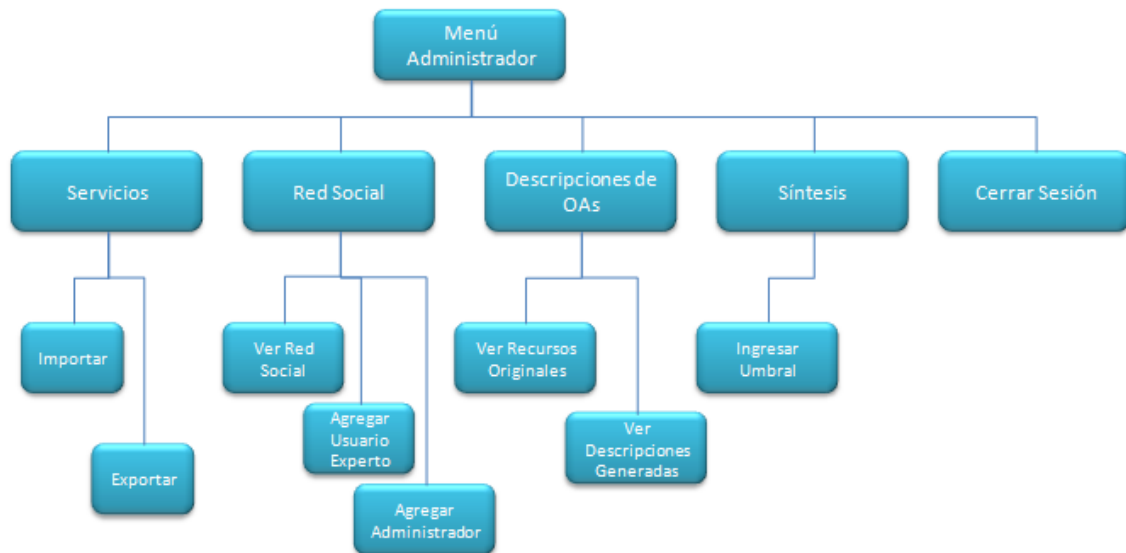 Menú
Administrador
Servicios
Red Social
Descripciones de
OAs
Síntesis
Cerrar Sesión
Importar
Ver Red
Social
Ver Recursos
Originales
Ingresar
Umbral
Agregar
Usuario
Experto
Ver
Descripciones
Generadas
Exportar
Agregar
Administrador